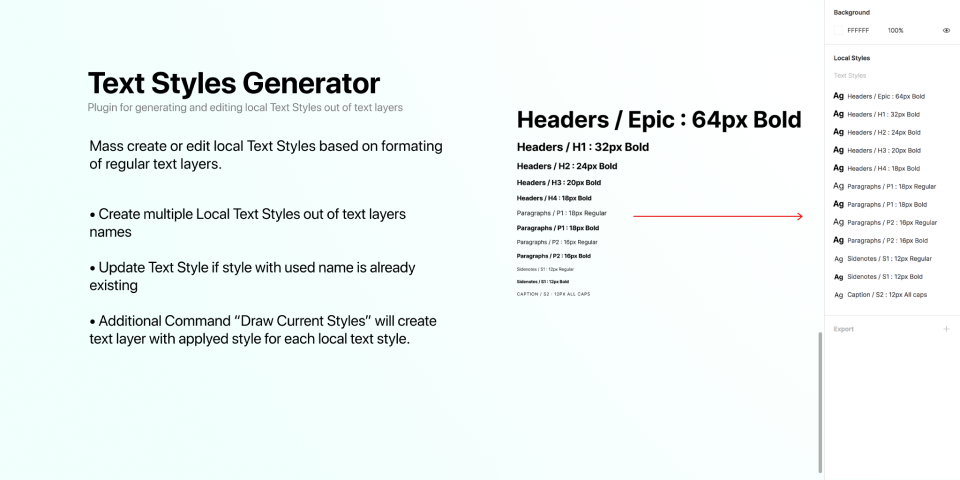 Text Styles Generator
Plugin for generating and editing local Text Styles out of text layers
Mass create or edit local Text Styles based on formating
of regular text layers.
• Create multiple Local Text Styles out of text layers
names
• Update Text Style if style with used name is already
existing
• Additional Command “Draw Current Styles” will create
text layer with applyed style for each local text style.
Headers / Epic : 64px Bold
Headers / H1 : 32px Bold
Headers / H2 : 24px Bold
Headers / H3 : 20px Bold
Headers / H4 : 18px Bold
Paragraphs / P1 : 18px Regular
Paragraphs / P1 : 18px Bold
Paragraphs / P2 : 16px Regular
Paragraphs / P2 : 16px Bold
Sidenotes / S1 : 12px Regular
Sidenotes / S1 : 12px Bold
CAPTION / S2 : 12PX ALL CAPS
Background
FFFFFF 100%
Local Styles
Text Styles
Ag Headers / Epic : 64px Bold
Ag Headers / H1 : 32px Bold
Ag Headers / H2 : 24px Bold
Ag Headers / H3 : 20px Bold
Ag Headers / H4 : 18px Bold
Ag Paragraphs / P1 : 18px Regular
Ag Paragraphs / P1 : 18px Bold
Ag Paragraphs / P2 : 16px Regular
Ag Paragraphs / P2 : 16px Bold
Ag Sidenotes / S1 : 12px Regular
Ag Sidenotes / S1 : 12px Bold
Ag Caption / S2 : 12px All caps
Export